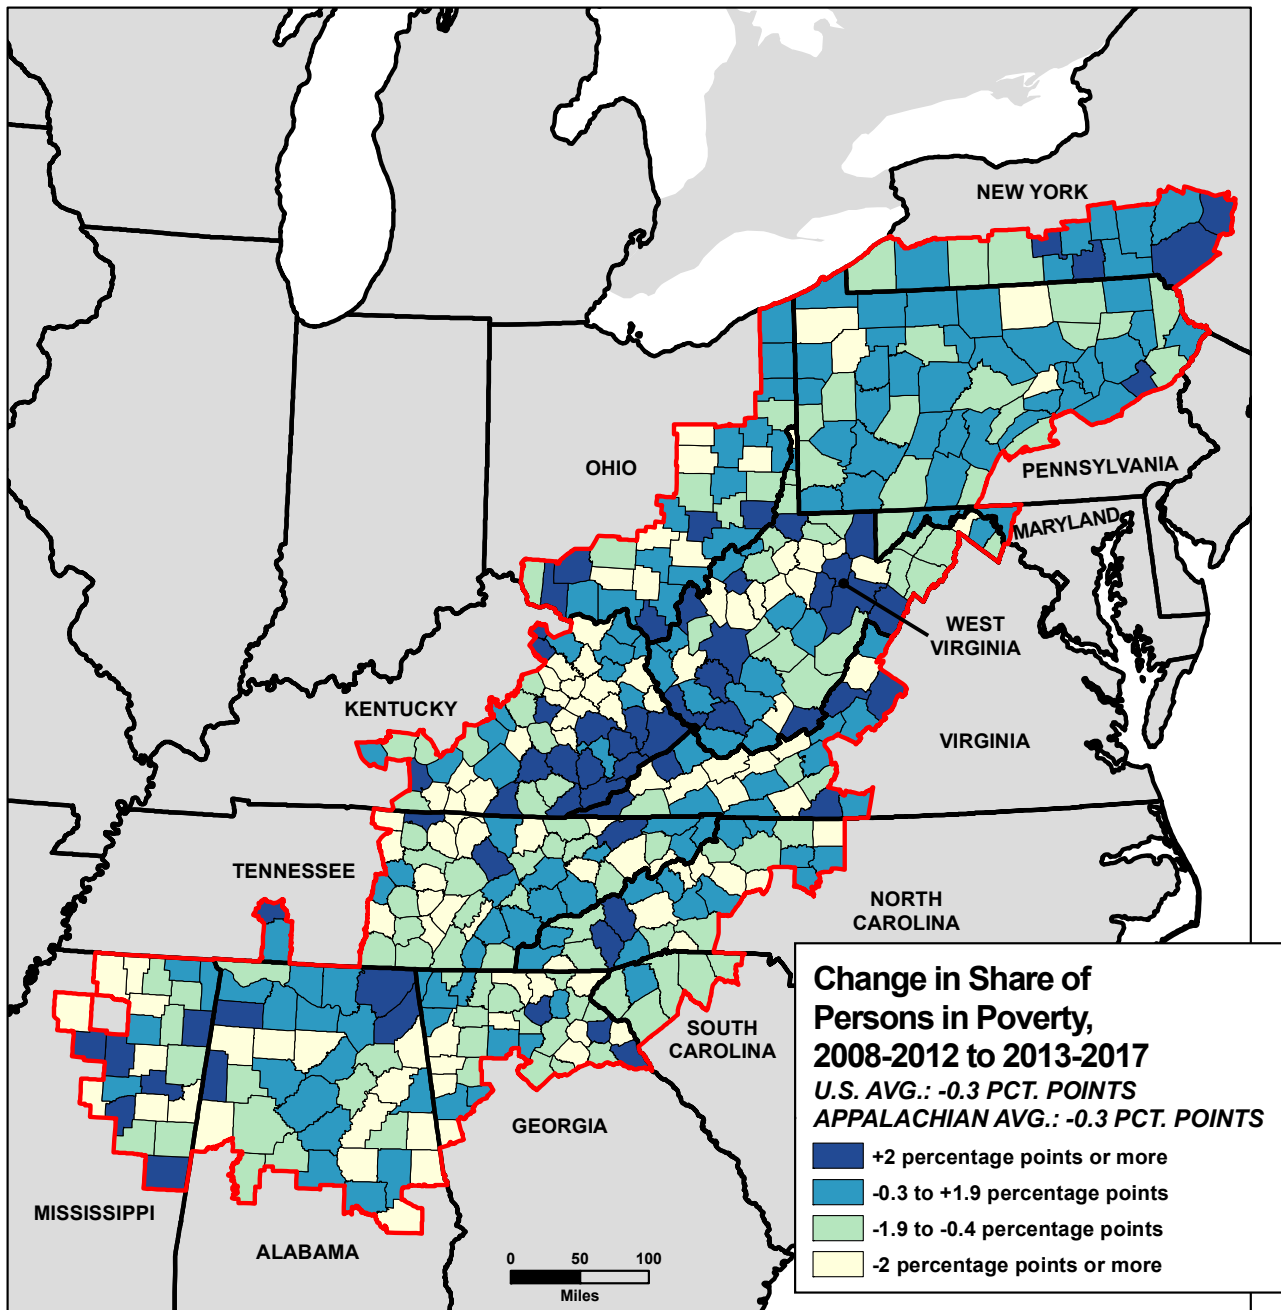 NEW YORK
OHIO
PENNSYLVANIA
MARYLAND
WEST
VIRGINIA
KENTUCKY
VIRGINIA
TENNESSEE
NORTH
CAROLINA
SOUTH
CAROLINA
GEORGIA
MISSISSIPPI
ALABAMA
Change in Share of
Persons in Poverty,
2008-2012 to 2013-2017
U.S. AVG.: -0.3 PCT. POINTS
APPALACHIAN AVG.: -0.3 PCT. POINTS
+2 percentage points or more
-0.3 to +1.9 percentage points
-1.9 to -0.4 percentage points
-2 percentage points or more
0 50 100
Miles